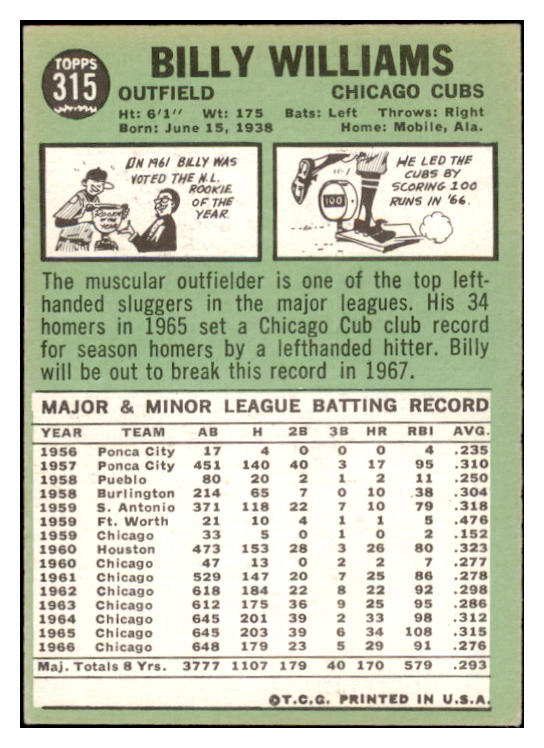 TOPPS
315
BILLY WILLIAMS
OUTFIELD CHICAGO CUBS
Ht: 6'1" Wt: 175 Bats: Left Throws: Right
Born: June 15, 1938 Home: Mobile, Ala.
IN 1961 BILLY WAS
VOTED THE N.L.
ROOKIE
OF THE
YEAR
ROOKIE
OF THE
YEAR
HE LED THE
CUBS BY
SCORING 100
RUNS IN '66.
100
The muscular outfielder is one of the top left-
handed sluggers in the major leagues. His 34
homers in 1965 set a Chicago Cub club record
for season homers by a lefthanded hitter. Billy
will be out to break this record in 1967.
MAJOR & MINOR LEAGUE BATTING RECORD
YEAR TEAM AB H 2B 3B HR RBI AVG.
1956 Ponca City 17 4 0 0 0 4 .235
1957 Ponca City 451 140 40 3 17 95 .310
1958 Pueblo 80 20 2 1 2 11 .250
1958 Burlington 214 65 7 0 10 38 .304
1959 S. Antonio 371 118 22 7 10 79 .318
1959 Ft. Worth 21 10 4 1 1 5 .476
1959 Chicago 33 5 0 1 0 2 .152
1960 Houston 473 153 28 3 26 80 .323
1960 Chicago 47 13 0 2 2 7 .277
1961 Chicago 529 147 20 7 25 86 .278
1962 Chicago 618 184 22 8 22 92 .298
1963 Chicago 612 175 36 9 25 95 .286
1964 Chicago 645 201 39 2 33 98 .312
1965 Chicago 645 203 39 6 34 108 .315
1966 Chicago 648 179 23 5 29 91 .276
Maj. Totals 8 Yrs. 3777 1107 179 40 170 579 .293
©T.C.G. PRINTED IN U.S.A.